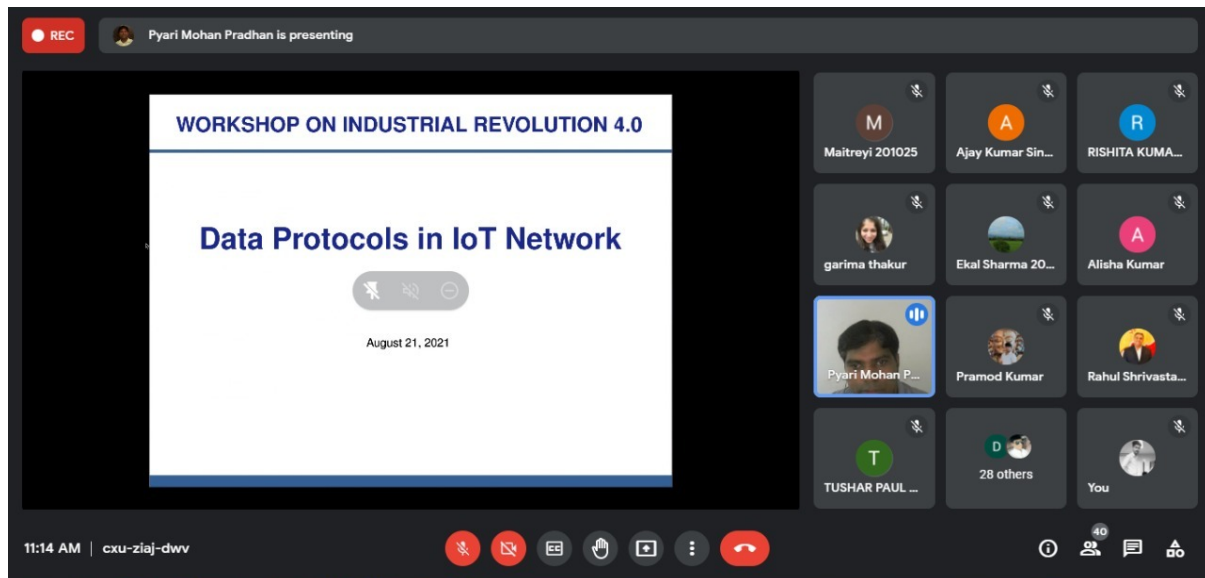 REC
Pyari Mohan Pradhan is presenting
WORKSHOP ON INDUSTRIAL REVOLUTION 4.0
Data Protocols in IoT Network
August 21, 2021
M
Maitreyi 201025
A
Ajay Kumar Sin...
R
RISHITA KUMA...
garima thakur
Ekal Sharma 20...
A
Alisha Kumar
Pyari Mohan P...
Pramod Kumar
Rahul Shrivasta...
T
TUSHAR PAUL ...
D
28 others
You
11:14 AM | cxu-ziaj-dwv
CC
40